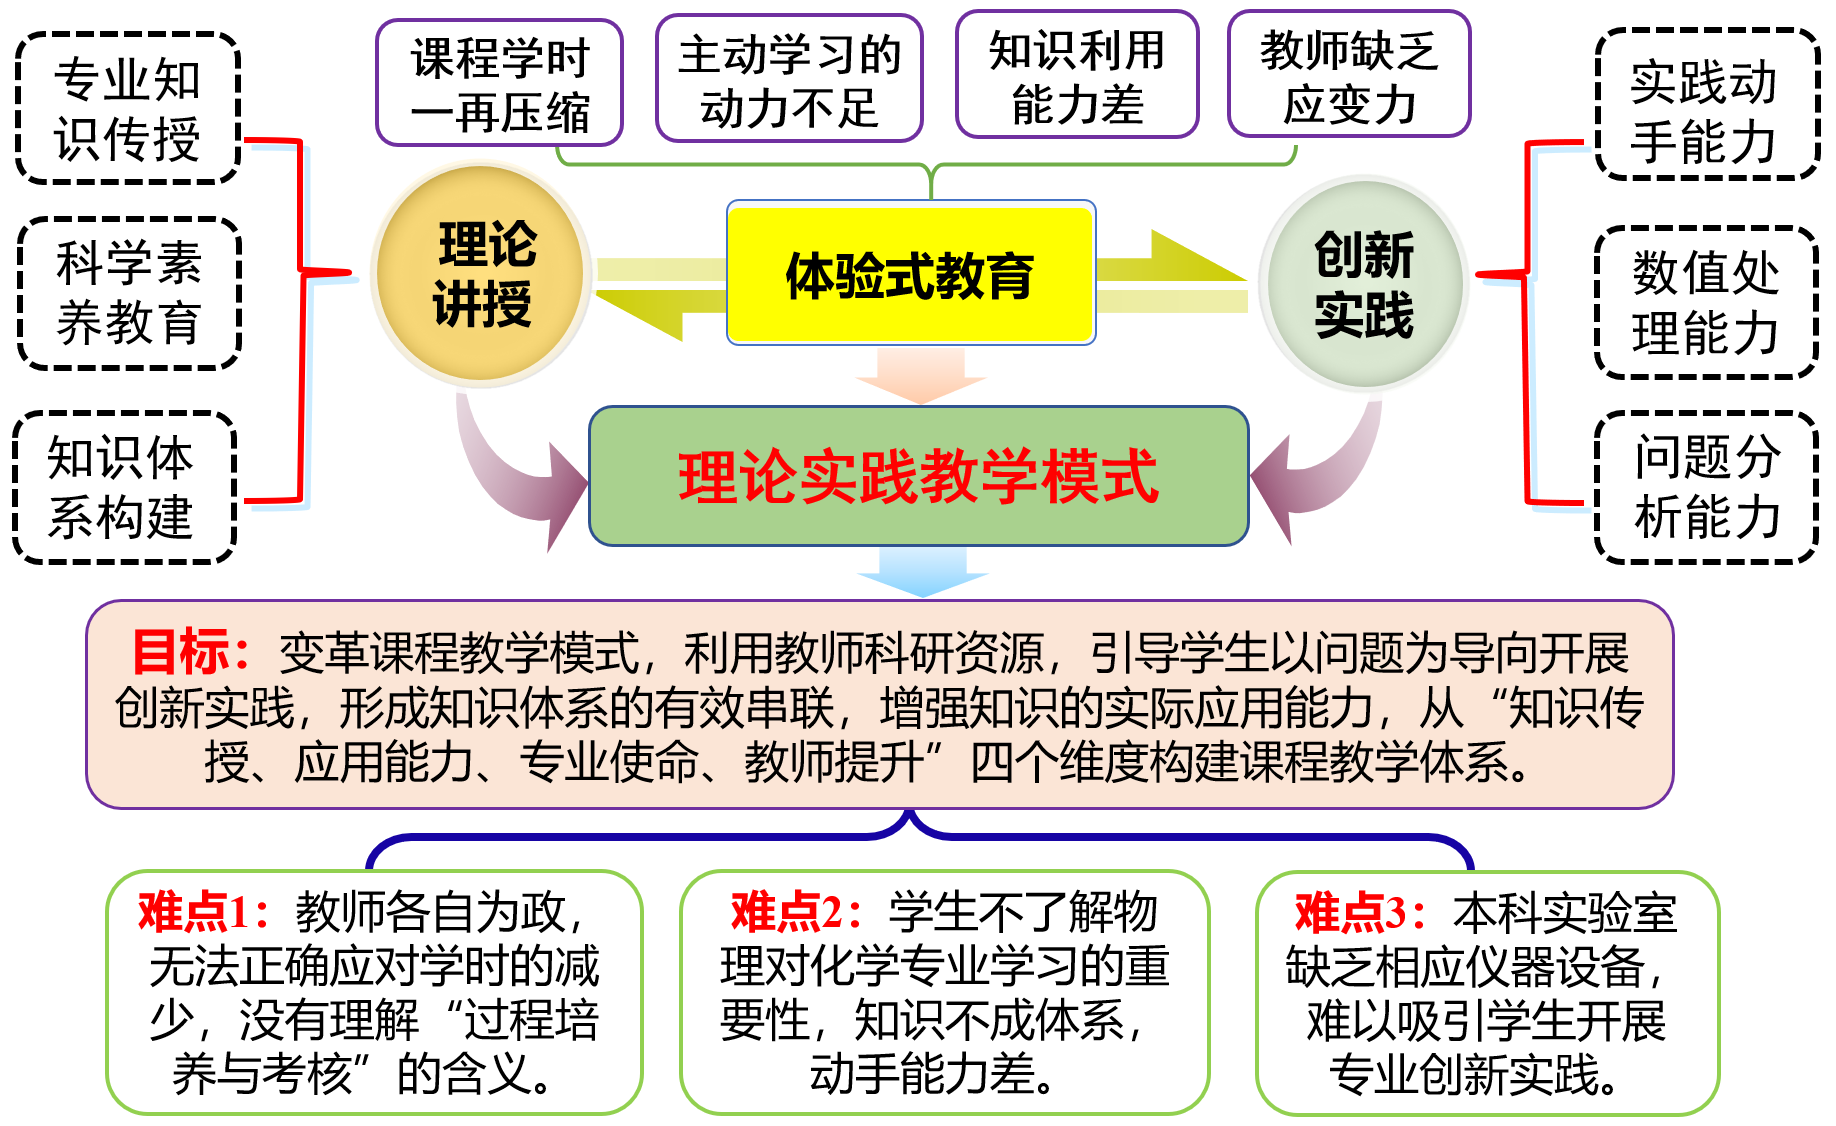 专业知
识传授
科学素
养教育
知识体
系构建
课程学时
一再压缩
主动学习的
动力不足
知识利用
能力差
教师缺乏
应变力
实践动
手能力
数值处
理能力
问题分
析能力
理论
讲授
体验式教育
创新
实践
理论实践教学模式
目标：变革课程教学模式，利用教师科研资源，引导学生以问题为导向开展
创新实践，形成知识体系的有效串联，增强知识的实际应用能力，从“知识传
授、应用能力、专业使命、教师提升”四个维度构建课程教学体系。
难点1：教师各自为政，
无法正确应对学时的减
少，没有理解“过程培
养与考核”的含义。
难点2：学生不了解物
理对化学专业学习的重
要性，知识不成体系，
动手能力差。
难点3：本科实验室
缺乏相应仪器设备，
难以吸引学生开展
专业创新实践。